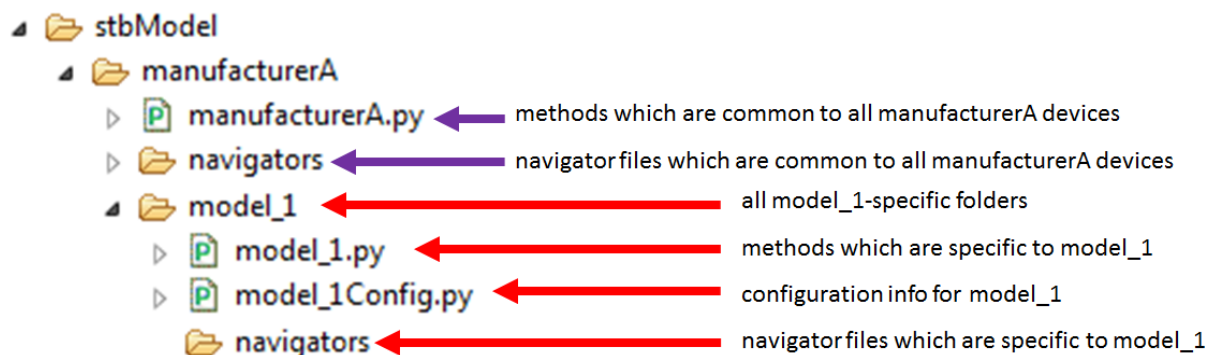 stbModel
manufacturerA
manufacturerA.py methods which are common to all manufacturerA devices
navigators navigator files which are common to all manufacturerA devices
model_1 all model_1-specific folders
model_1.py methods which are specific to model_1
model_1Config.py configuration info for model_1
navigators navigator files which are specific to model_1